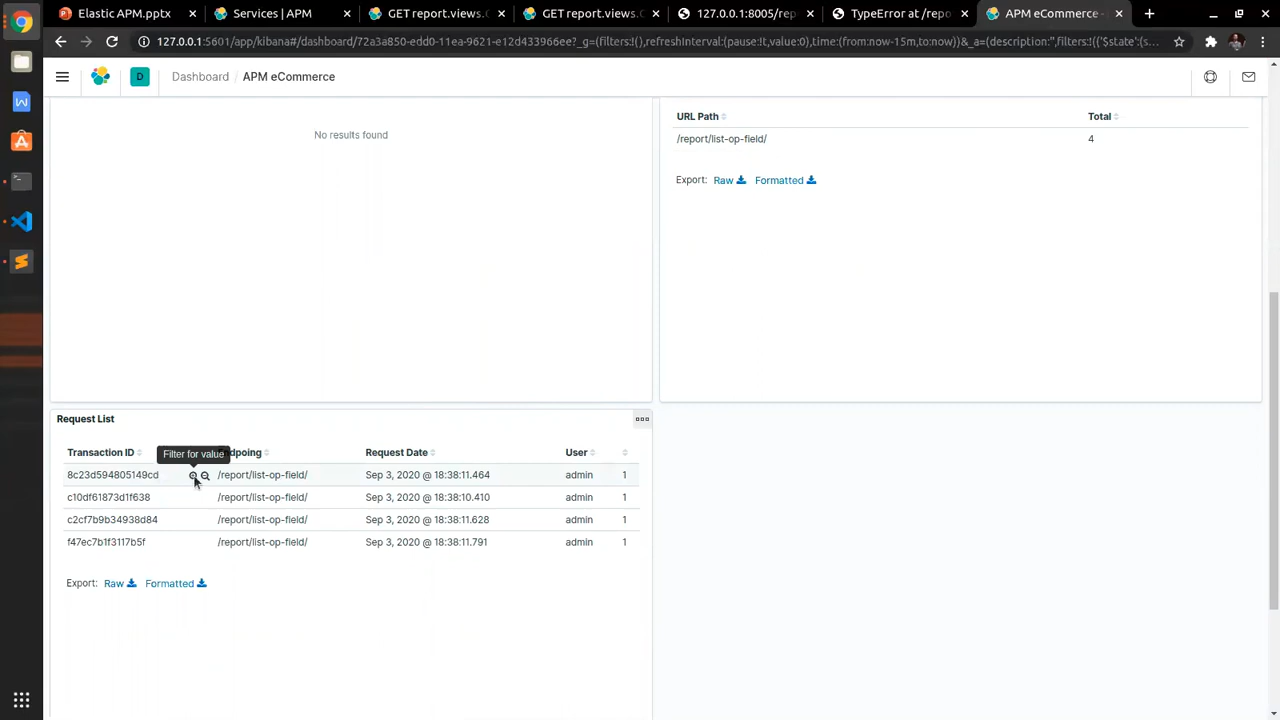 Elastic APM.pptx
Services | APM
GET report.views.C
GET report.views.C
127.0.0.1:8005/rep
TypeError at /repo
APM eCommerce -
127.0.0.1:5601/app/kibana#/dashboard/72a3a850-edd0-11ea-9621-e12d433966ee?_g=(filters:!(),refreshInterval:(pause:!t,value:0),time:(from:now-15m,to:now))&_a=(description:'',filters:!(('$state':(s...
D
Dashboard / APM eCommerce
No results found
URL Path Total
/report/list-op-field/ 4
Export: Raw Formatted
Request List
Filter for value
Transaction ID dpoing Request Date User
8c23d594805149cd /report/list-op-field/ Sep 3, 2020 @ 18:38:11.464 admin 1
c10df61873d1f638 /report/list-op-field/ Sep 3, 2020 @ 18:38:10.410 admin 1
c2cf7b9b34938d84 /report/list-op-field/ Sep 3, 2020 @ 18:38:11.628 admin 1
f47ec7b1f3117b5f /report/list-op-field/ Sep 3, 2020 @ 18:38:11.791 admin 1
Export: Raw Formatted